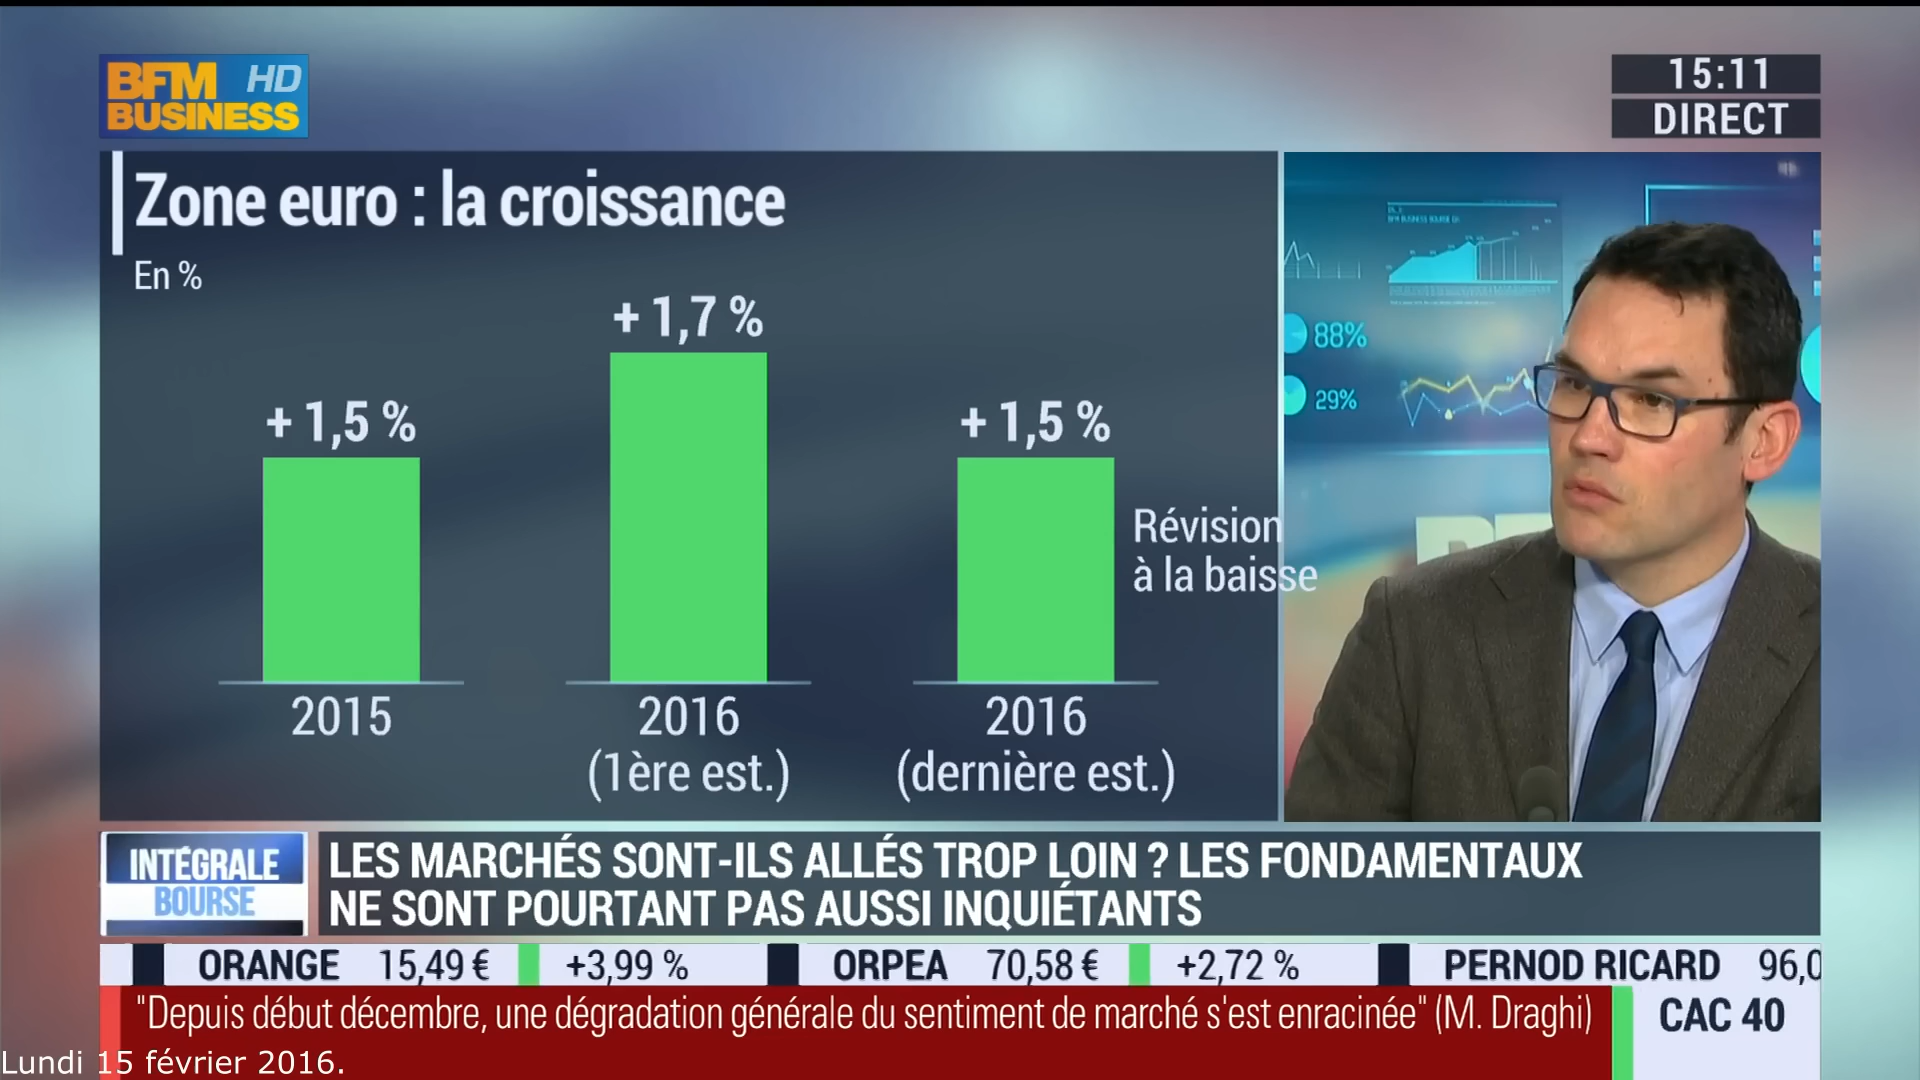 BFM HD
BUSINESS
15:11
DIRECT
Zone euro : la croissance
En %
+ 1,5 %
+ 1,7 %
+ 1,5 %
Révision
à la baisse
2015
2016
(1ère est.)
2016
(dernière est.)
88%
29%
INTÉGRALE
BOURSE
LES MARCHÉS SONT-ILS ALLÉS TROP LOIN ? LES FONDAMENTAUX
NE SONT POURTANT PAS AUSSI INQUIÉTANTS
ORANGE 15,49 € +3,99 % ORPEA 70,58 € +2,72 % PERNOD RICARD 96,0
"Depuis début décembre, une dégradation générale du sentiment de marché s'est enracinée" (M. Draghi)
CAC 40
Lundi 15 février 2016.